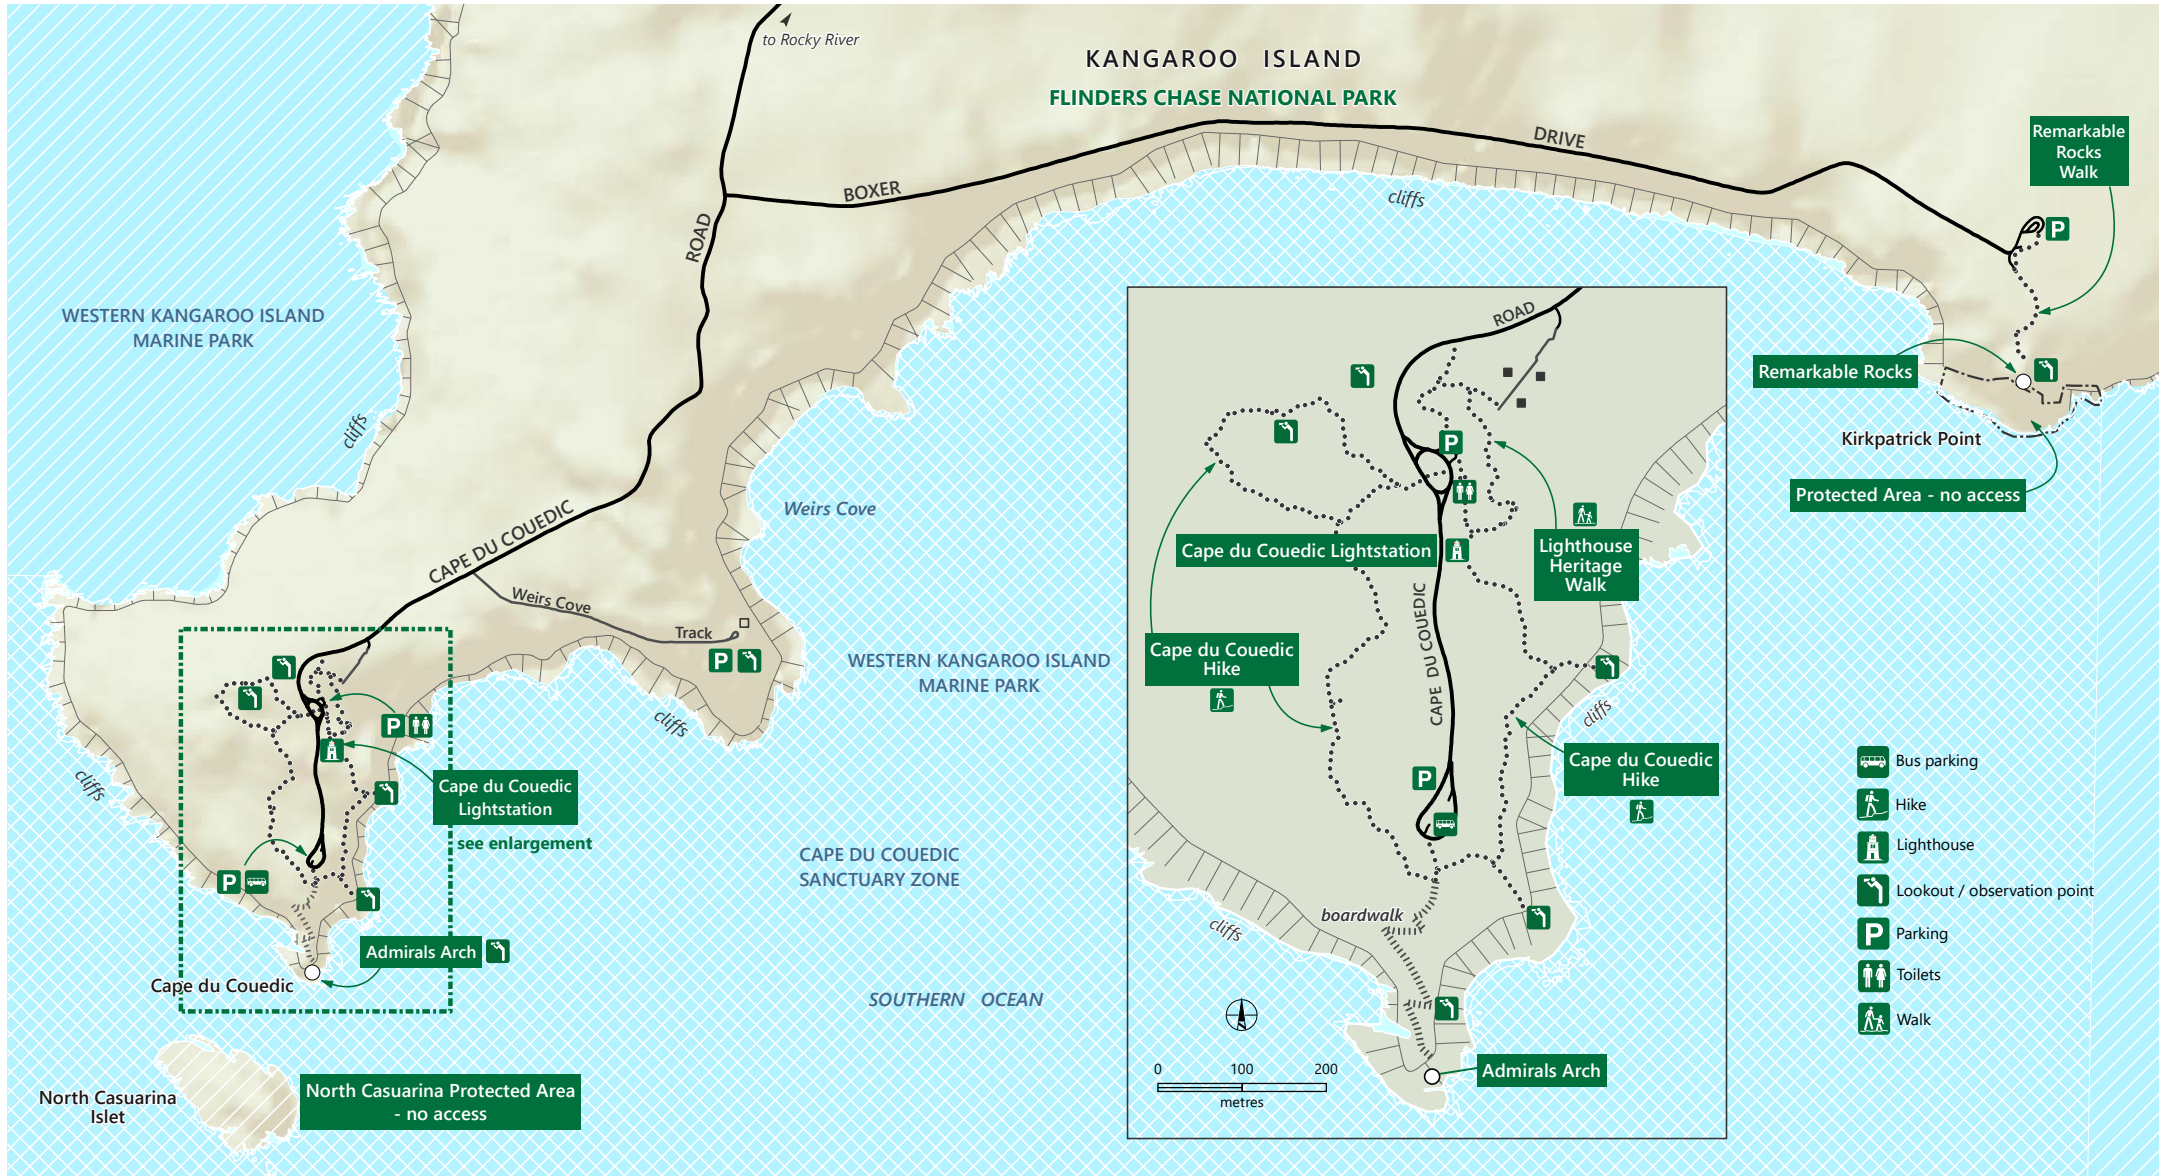 to Rocky River
KANGAROO ISLAND
FLINDERS CHASE NATIONAL PARK
DRIVE
BOXER
ROAD
cliffs
Remarkable
Rocks
Walk
P
WESTERN KANGAROO ISLAND
MARINE PARK
cliffs
Remarkable Rocks
Kirkpatrick Point
Protected Area - no access
Weirs Cove
CAPE DU COUEDIC
Weirs Cove
Track
P
WESTERN KANGAROO ISLAND
MARINE PARK
cliffs
cliffs
P
Cape du Couedic
Lightstation
see enlargement
CAPE DU COUEDIC
SANCTUARY ZONE
P
Admirals Arch
Cape du Couedic
SOUTHERN OCEAN
North Casuarina
Islet
North Casuarina Protected Area
- no access
ROAD
P
Cape du Couedic Lightstation
Lighthouse
Heritage
Walk
CAPE DU COUEDIC
Cape du Couedic
Hike
cliffs
Cape du Couedic
Hike
P
boardwalk
cliffs
Admirals Arch
0 100 200
metres
Bus parking
Hike
Lighthouse
Lookout / observation point
P Parking
Toilets
Walk